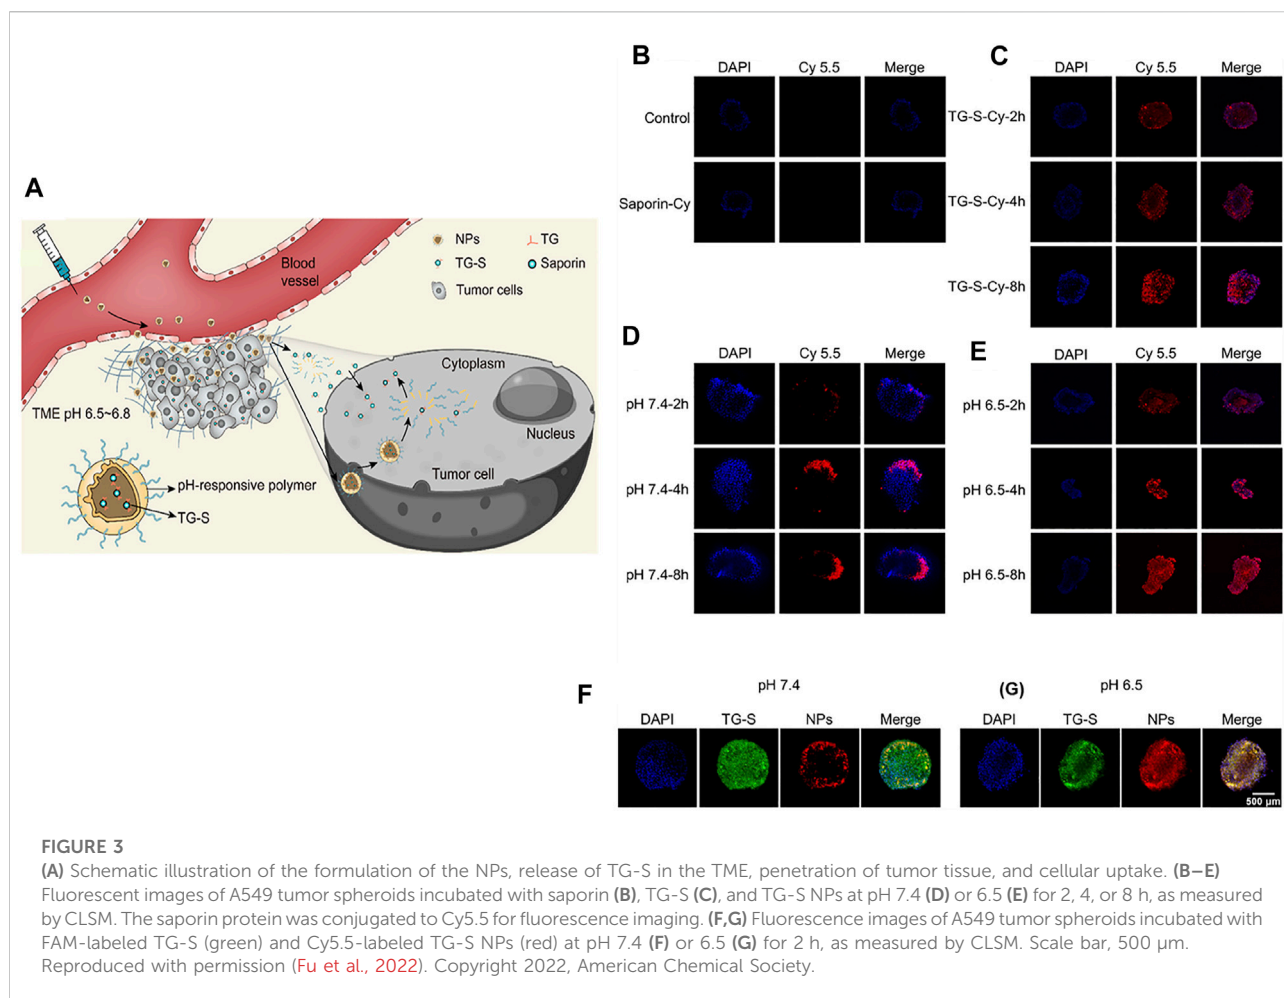 A
NPs
TG
TG-S
Saporin
Tumor cells
Blood
vessel
TME pH 6.5~6.8
Cytoplasm
Nucleus
Tumor cell
pH-responsive polymer
TG-S
B
DAPI Cy 5.5 Merge
Control
Saporin-Cy
C
DAPI Cy 5.5 Merge
TG-S-Cy-2h
TG-S-Cy-4h
TG-S-Cy-8h
D
DAPI Cy 5.5 Merge
pH 7.4-2h
pH 7.4-4h
pH 7.4-8h
E
DAPI Cy 5.5 Merge
pH 6.5-2h
pH 6.5-4h
pH 6.5-8h
F
pH 7.4
DAPI TG-S NPs Merge
(G)
pH 6.5
DAPI TG-S NPs Merge
500 μm
FIGURE 3
(A) Schematic illustration of the formulation of the NPs, release of TG-S in the TME, penetration of tumor tissue, and cellular uptake. (B–E)
Fluorescent images of A549 tumor spheroids incubated with saporin (B), TG-S (C), and TG-S NPs at pH 7.4 (D) or 6.5 (E) for 2, 4, or 8 h, as measured
by CLSM. The saporin protein was conjugated to Cy5.5 for fluorescence imaging. (F,G) Fluorescence images of A549 tumor spheroids incubated with
FAM-labeled TG-S (green) and Cy5.5-labeled TG-S NPs (red) at pH 7.4 (F) or 6.5 (G) for 2 h, as measured by CLSM. Scale bar, 500 μm.
Reproduced with permission (Fu et al., 2022). Copyright 2022, American Chemical Society.